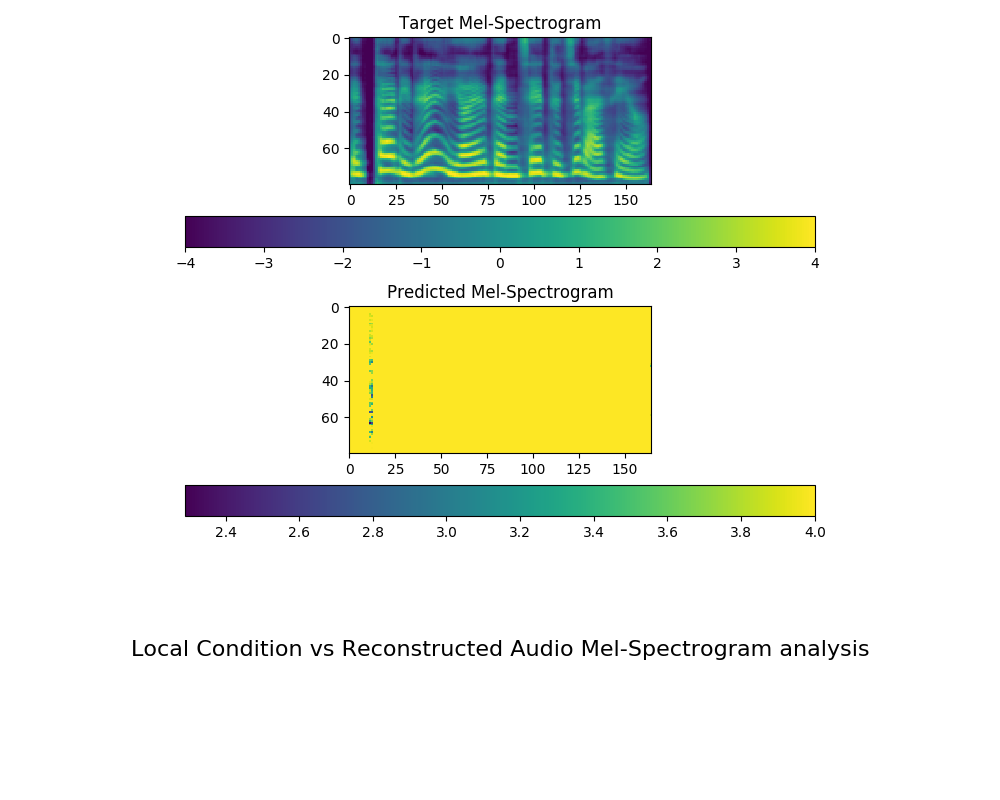 Target Mel-Spectrogram
0
20
40
60
0 25 50 75 100 125 150
−4 −3 −2 −1 0 1 2 3 4
Predicted Mel-Spectrogram
0
20
40
60
0 25 50 75 100 125 150
2.4 2.6 2.8 3.0 3.2 3.4 3.6 3.8 4.0
Local Condition vs Reconstructed Audio Mel-Spectrogram analysis